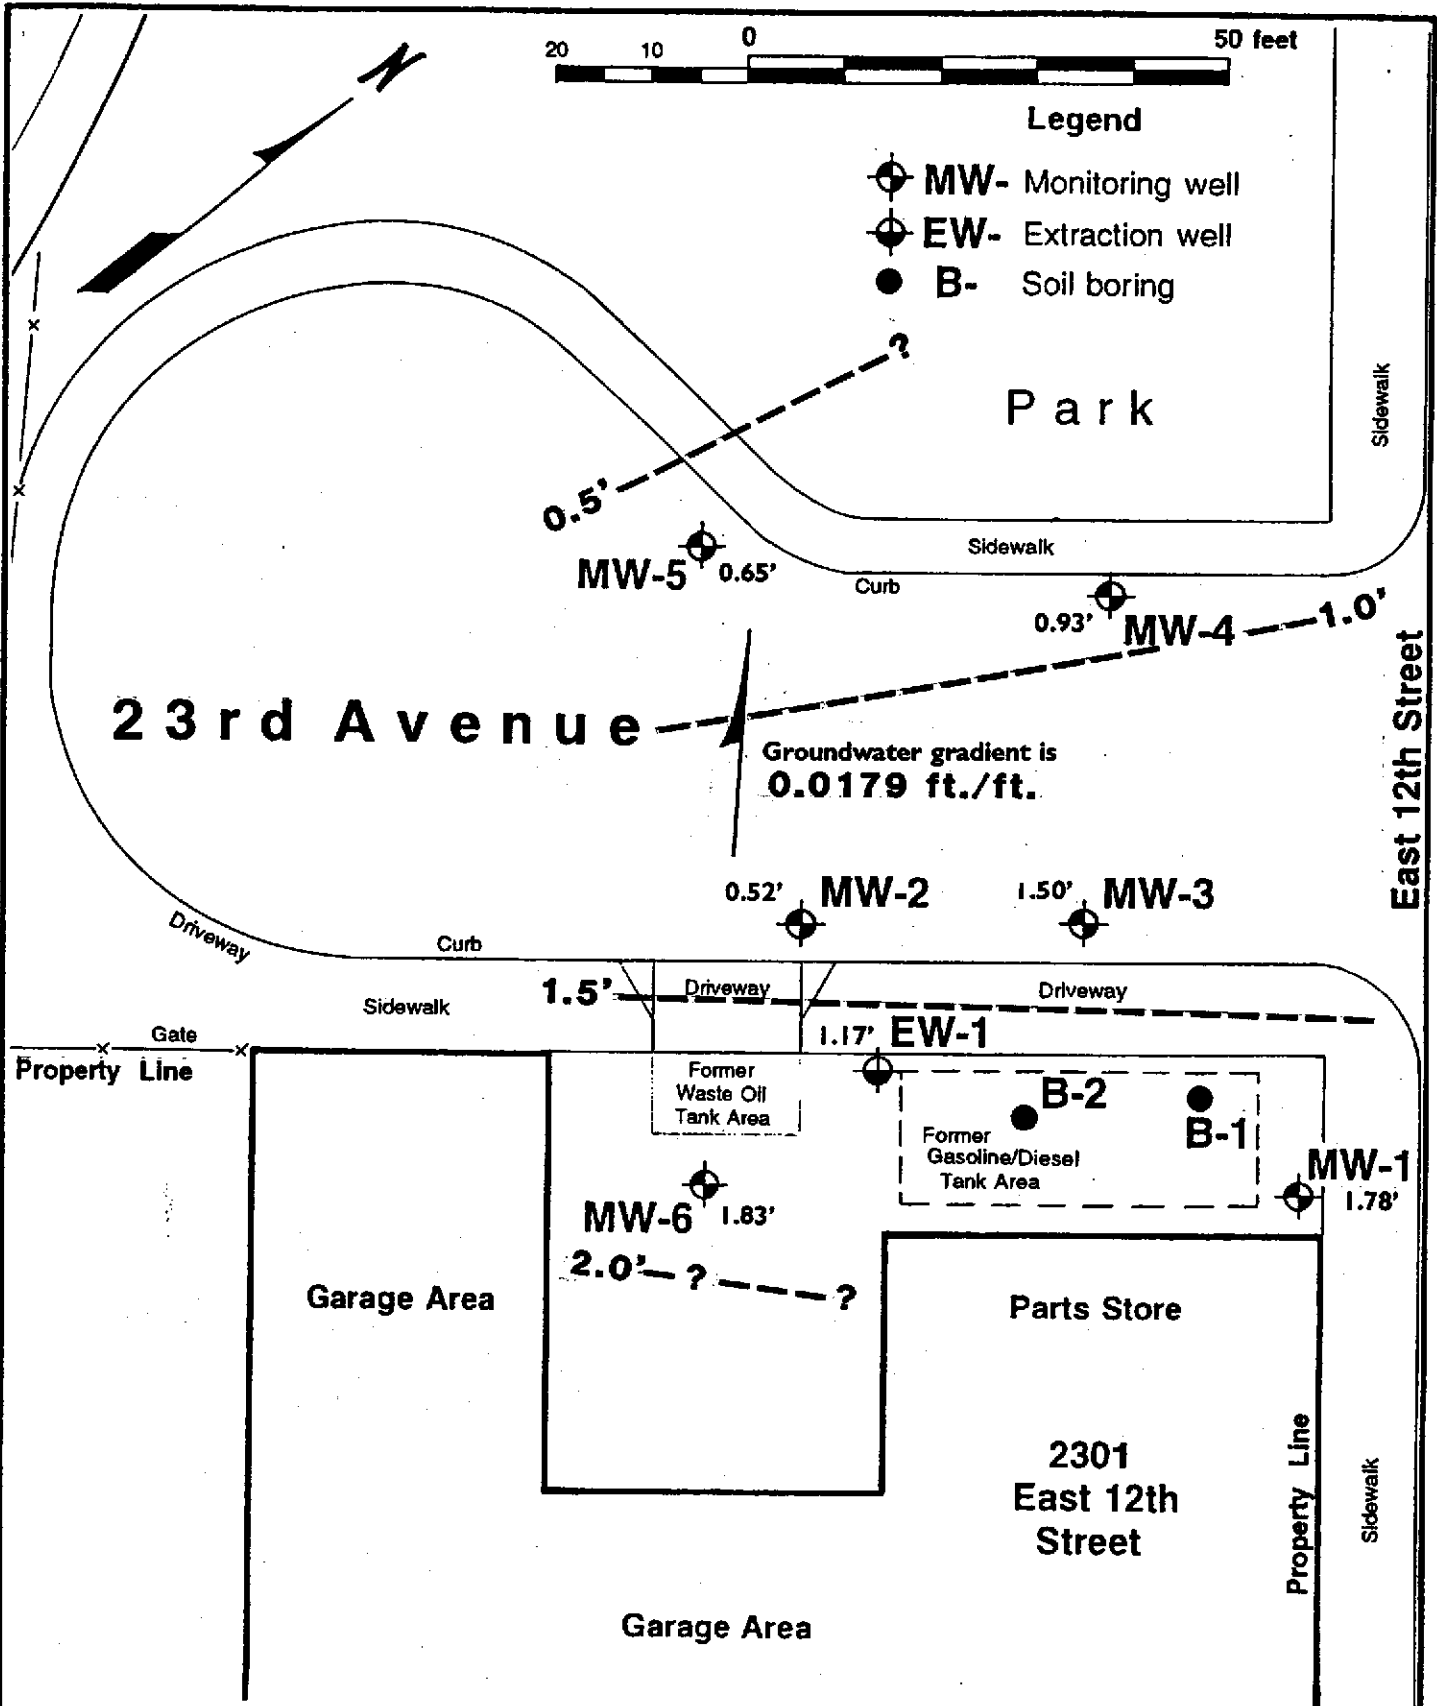 N
20 10 0 50 feet
Legend
MW- Monitoring well
EW- Extraction well
B- Soil boring
?
Park
Sidewalk
0.5'
Sidewalk
MW-5 0.65'
Curb
0.93' MW-4
1.0'
23rd Avenue
East 12th Street
Groundwater gradient is
0.0179 ft./ft.
0.52' MW-2
1.50' MW-3
Driveway
Curb
1.5'
Driveway
Driveway
Sidewalk
Gate
1.17' EW-1
Property Line
Former
Waste Oil
Tank Area
B-2
B-1
Former
Gasoline/Diesel
Tank Area
MW-1
1.78'
MW-6 1.83'
2.0' ? ?
Garage Area
Parts Store
2301
East 12th
Street
Property Line
Sidewalk
Garage Area